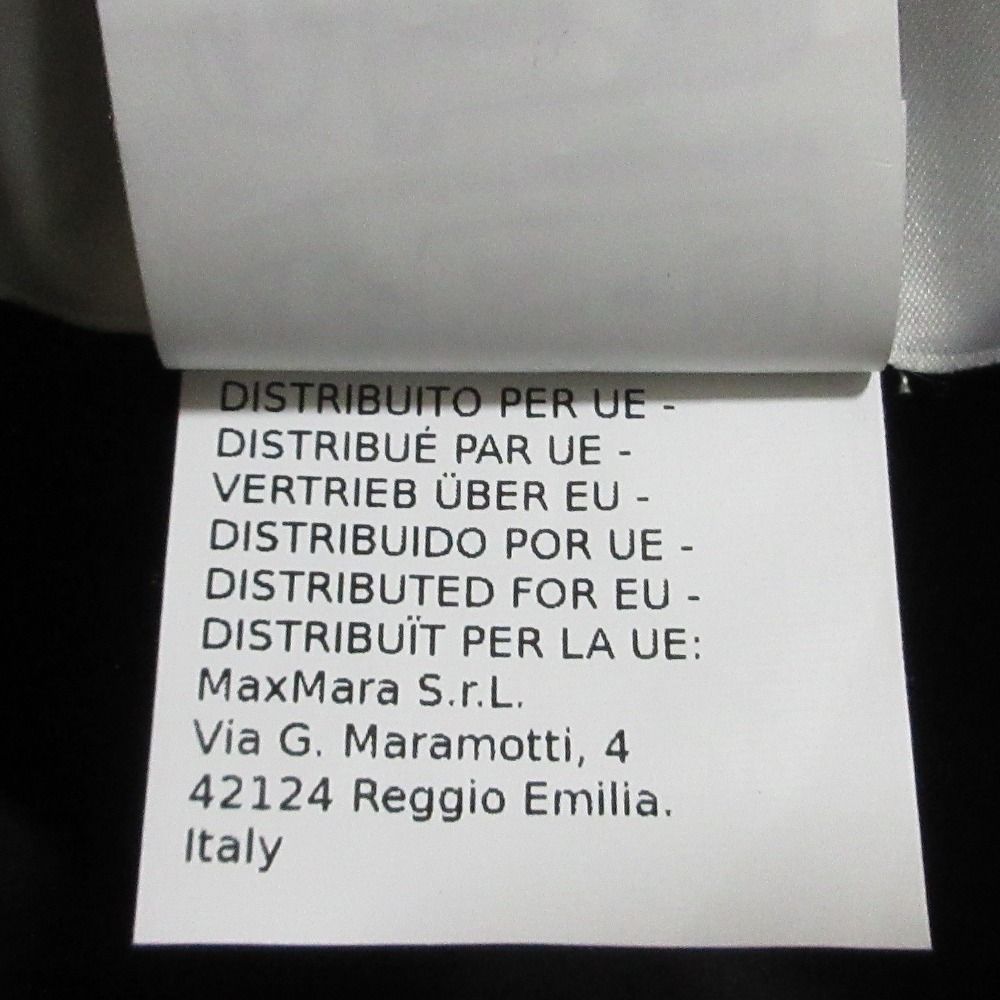 DISTRIBUITO PER UE -
DISTRIBUÉ PAR UE -
VERTRIEB ÜBER EU -
DISTRIBUIDO POR UE -
DISTRIBUTED FOR EU -
DISTRIBUÏT PER LA UE:
MaxMara S.r.L.
Via G. Maramotti, 4
42124 Reggio Emilia.
Italy